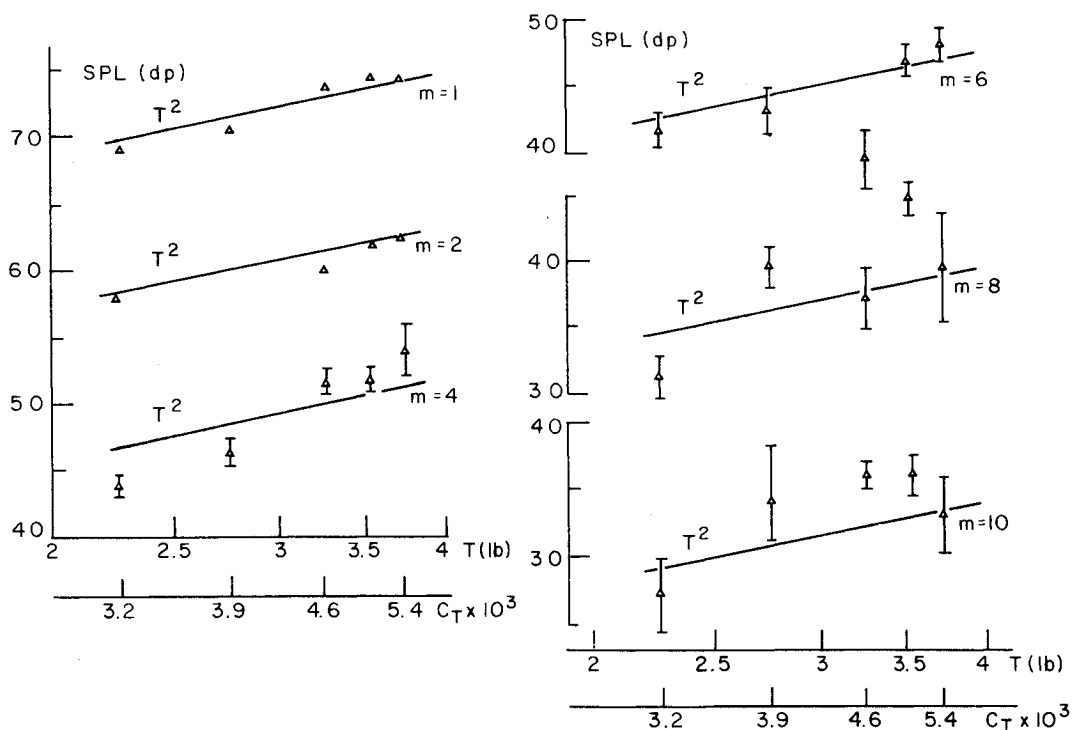 SPL (dp)
T²
m = 1
70
T²
m = 2
60
T²
m = 4
50
40
2 2.5 3 3.5 4 T (lb)
3.2 3.9 4.6 5.4 C_T x 10³
50
SPL (dp)
T²
m = 6
40
40
T²
m = 8
30
40
T²
m = 10
30
2 2.5 3 3.5 4 T (lb)
3.2 3.9 4.6 5.4 C_T x 10³